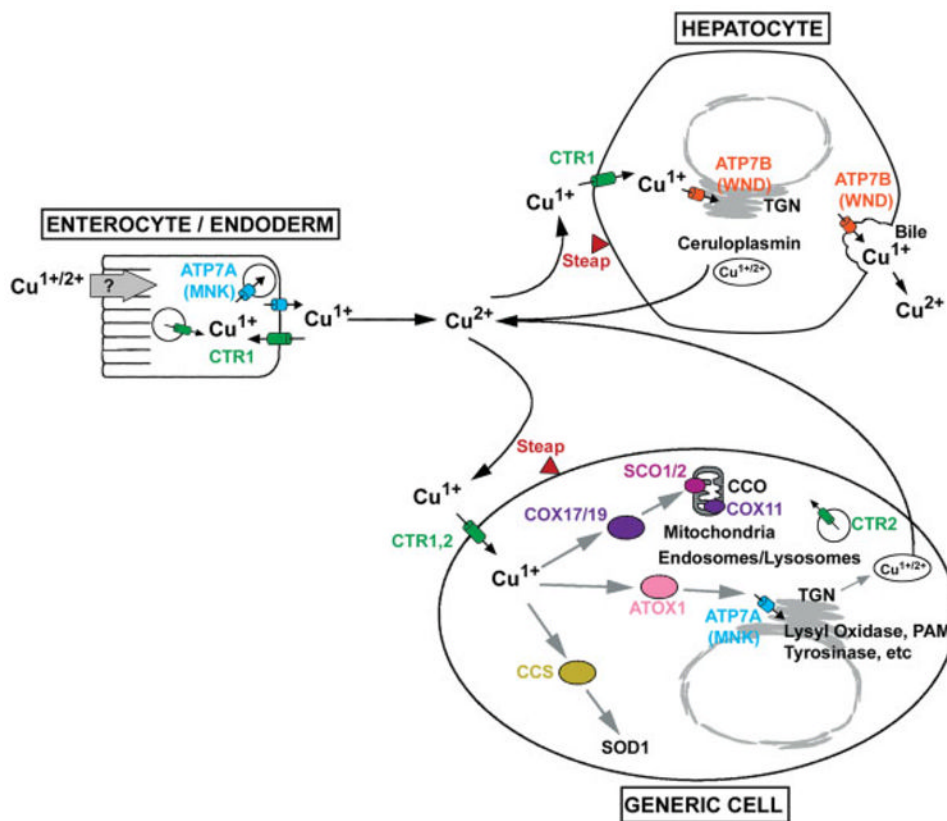 HEPATOCYTE
CTR1
Cu1+
Cu1+
ATP7B
(WND)
TGN
ATP7B
(WND)
Bile
Cu1+
Cu2+
Steap
Ceruloplasmin
Cu1+/2+
ENTEROCYTE / ENDODERM
Cu1+/2+
?
ATP7A
(MNK)
Cu1+
CTR1
Cu1+
Cu2+
Steap
Cu1+
CTR1,2
Cu1+
SCO1/2
CCO
COX17/19
COX11
Mitochondria
CTR2
Endosomes/Lysosomes
Cu1+/2+
ATOX1
TGN
ATP7A
(MNK)
Lysyl Oxidase, PAM
Tyrosinase, etc
CCS
SOD1
GENERIC CELL